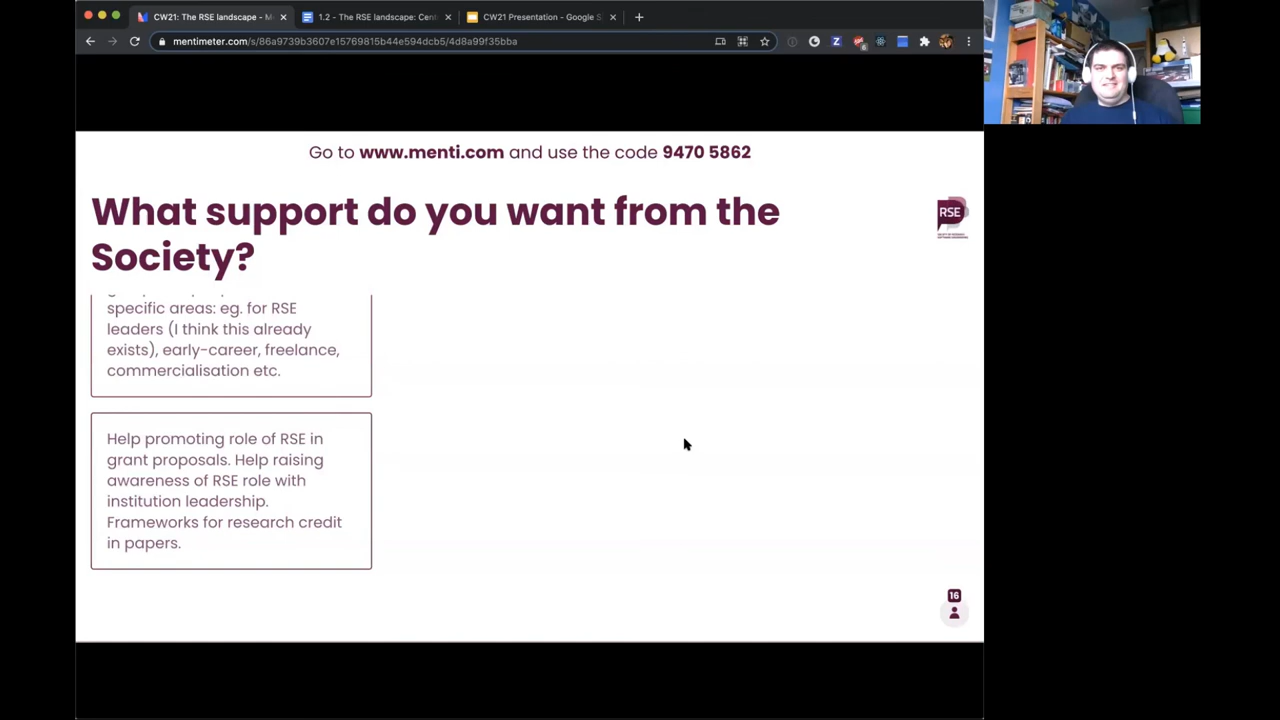 CW21: The RSE landscape - M
1.2 - The RSE landscape: Cen
CW21 Presentation - Google S
mentimeter.com/s/86a9739b3607e15769815b44e594dcb5/4d8a99f35bba
Go to www.menti.com and use the code 9470 5862
What support do you want from the
Society?
RSE
specific areas: eg. for RSE
leaders (I think this already
exists), early-career, freelance,
commercialisation etc.
Help promoting role of RSE in
grant proposals. Help raising
awareness of RSE role with
institution leadership.
Frameworks for research credit
in papers.
16